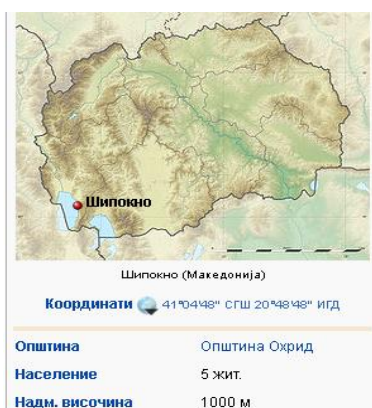 Шипокно
Шипокно (Македонија)
Координати 41°04′48″ СГШ 20°48′48″ ИГД
Општина Општина Охрид
Население 5 жит.
Надм. височина 1000 м